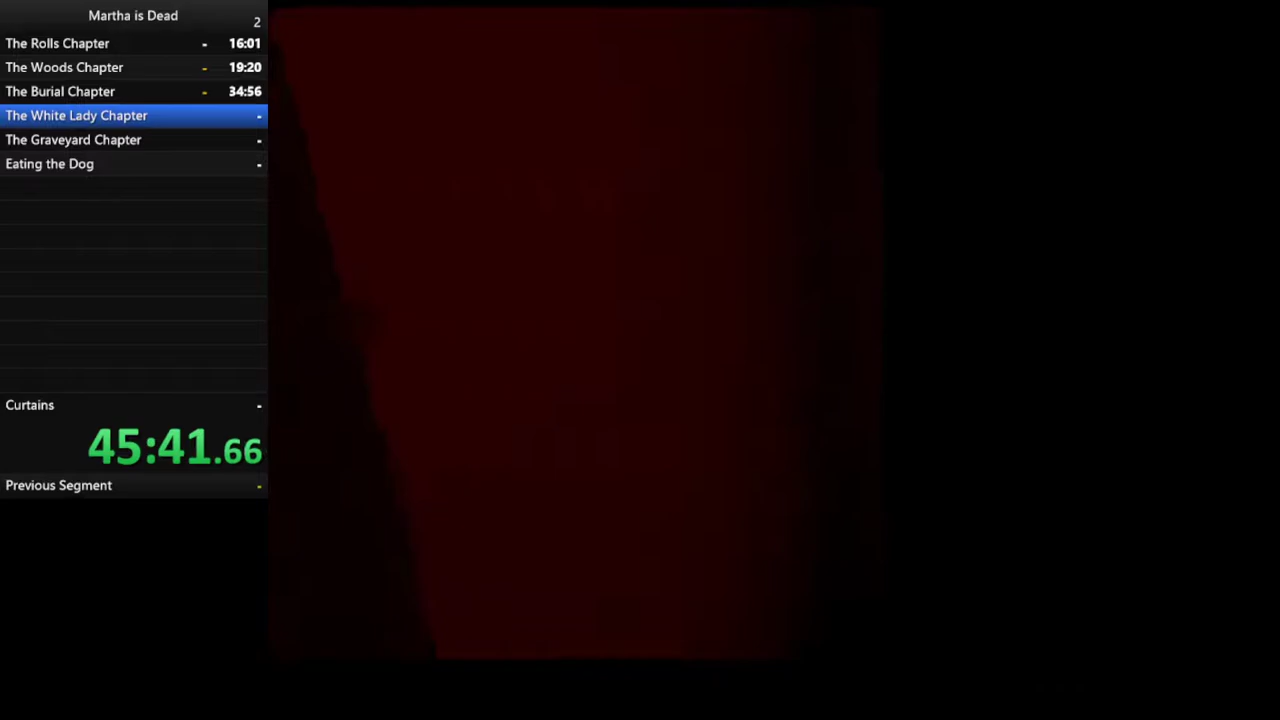 Martha is Dead
2
The Rolls Chapter - 16:01
The Woods Chapter - 19:20
The Burial Chapter - 34:56
The White Lady Chapter -
The Graveyard Chapter -
Eating the Dog -
Curtains -
45:41.66
Previous Segment -